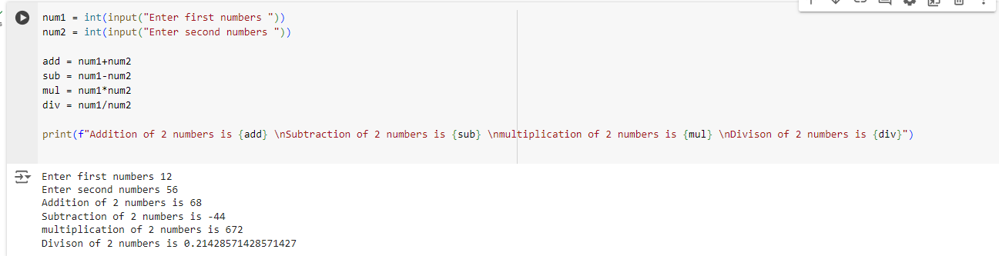 num1 = int(input("Enter first numbers "))
num2 = int(input("Enter second numbers "))
add = num1+num2
sub = num1-num2
mul = num1*num2
div = num1/num2
print(f"Addition of 2 numbers is {add} \nSubtraction of 2 numbers is {sub} \nmultiplication of 2 numbers is {mul} \nDivison of 2 numbers is {div}")
Enter first numbers 12
Enter second numbers 56
Addition of 2 numbers is 68
Subtraction of 2 numbers is -44
multiplication of 2 numbers is 672
Divison of 2 numbers is 0.21428571428571427